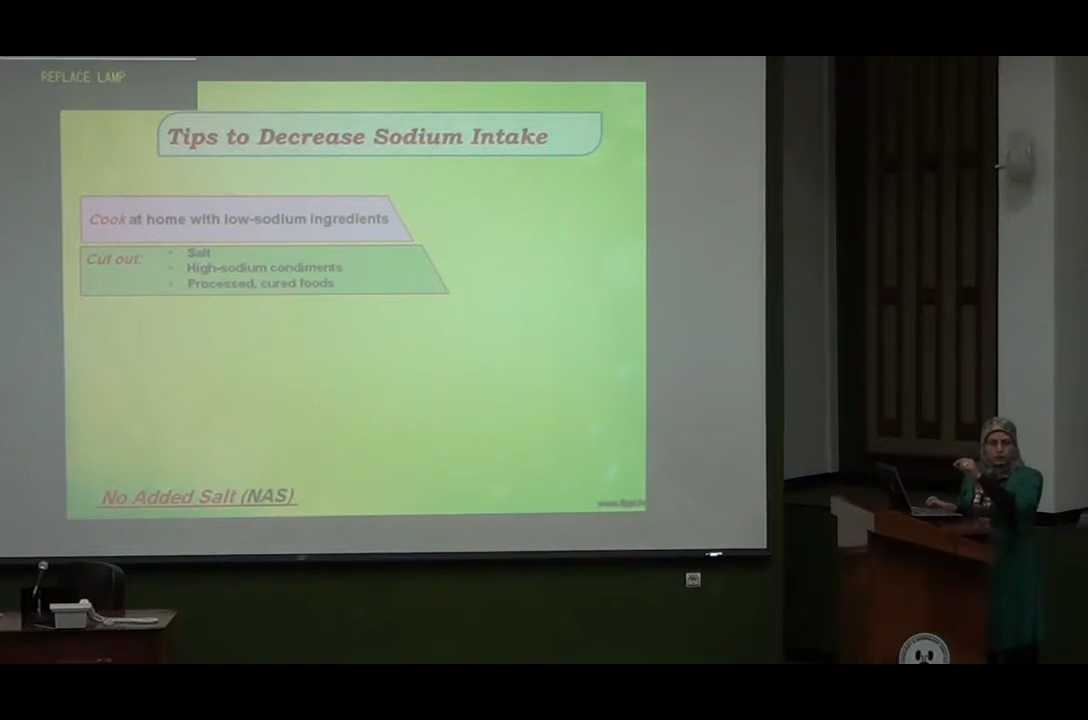 REPLACE LAMP
Tips to Decrease Sodium Intake
Cook at home with low-sodium ingredients
Cut out:
- Salt
- High-sodium condiments
- Processed, cured foods
No Added Salt (NAS)